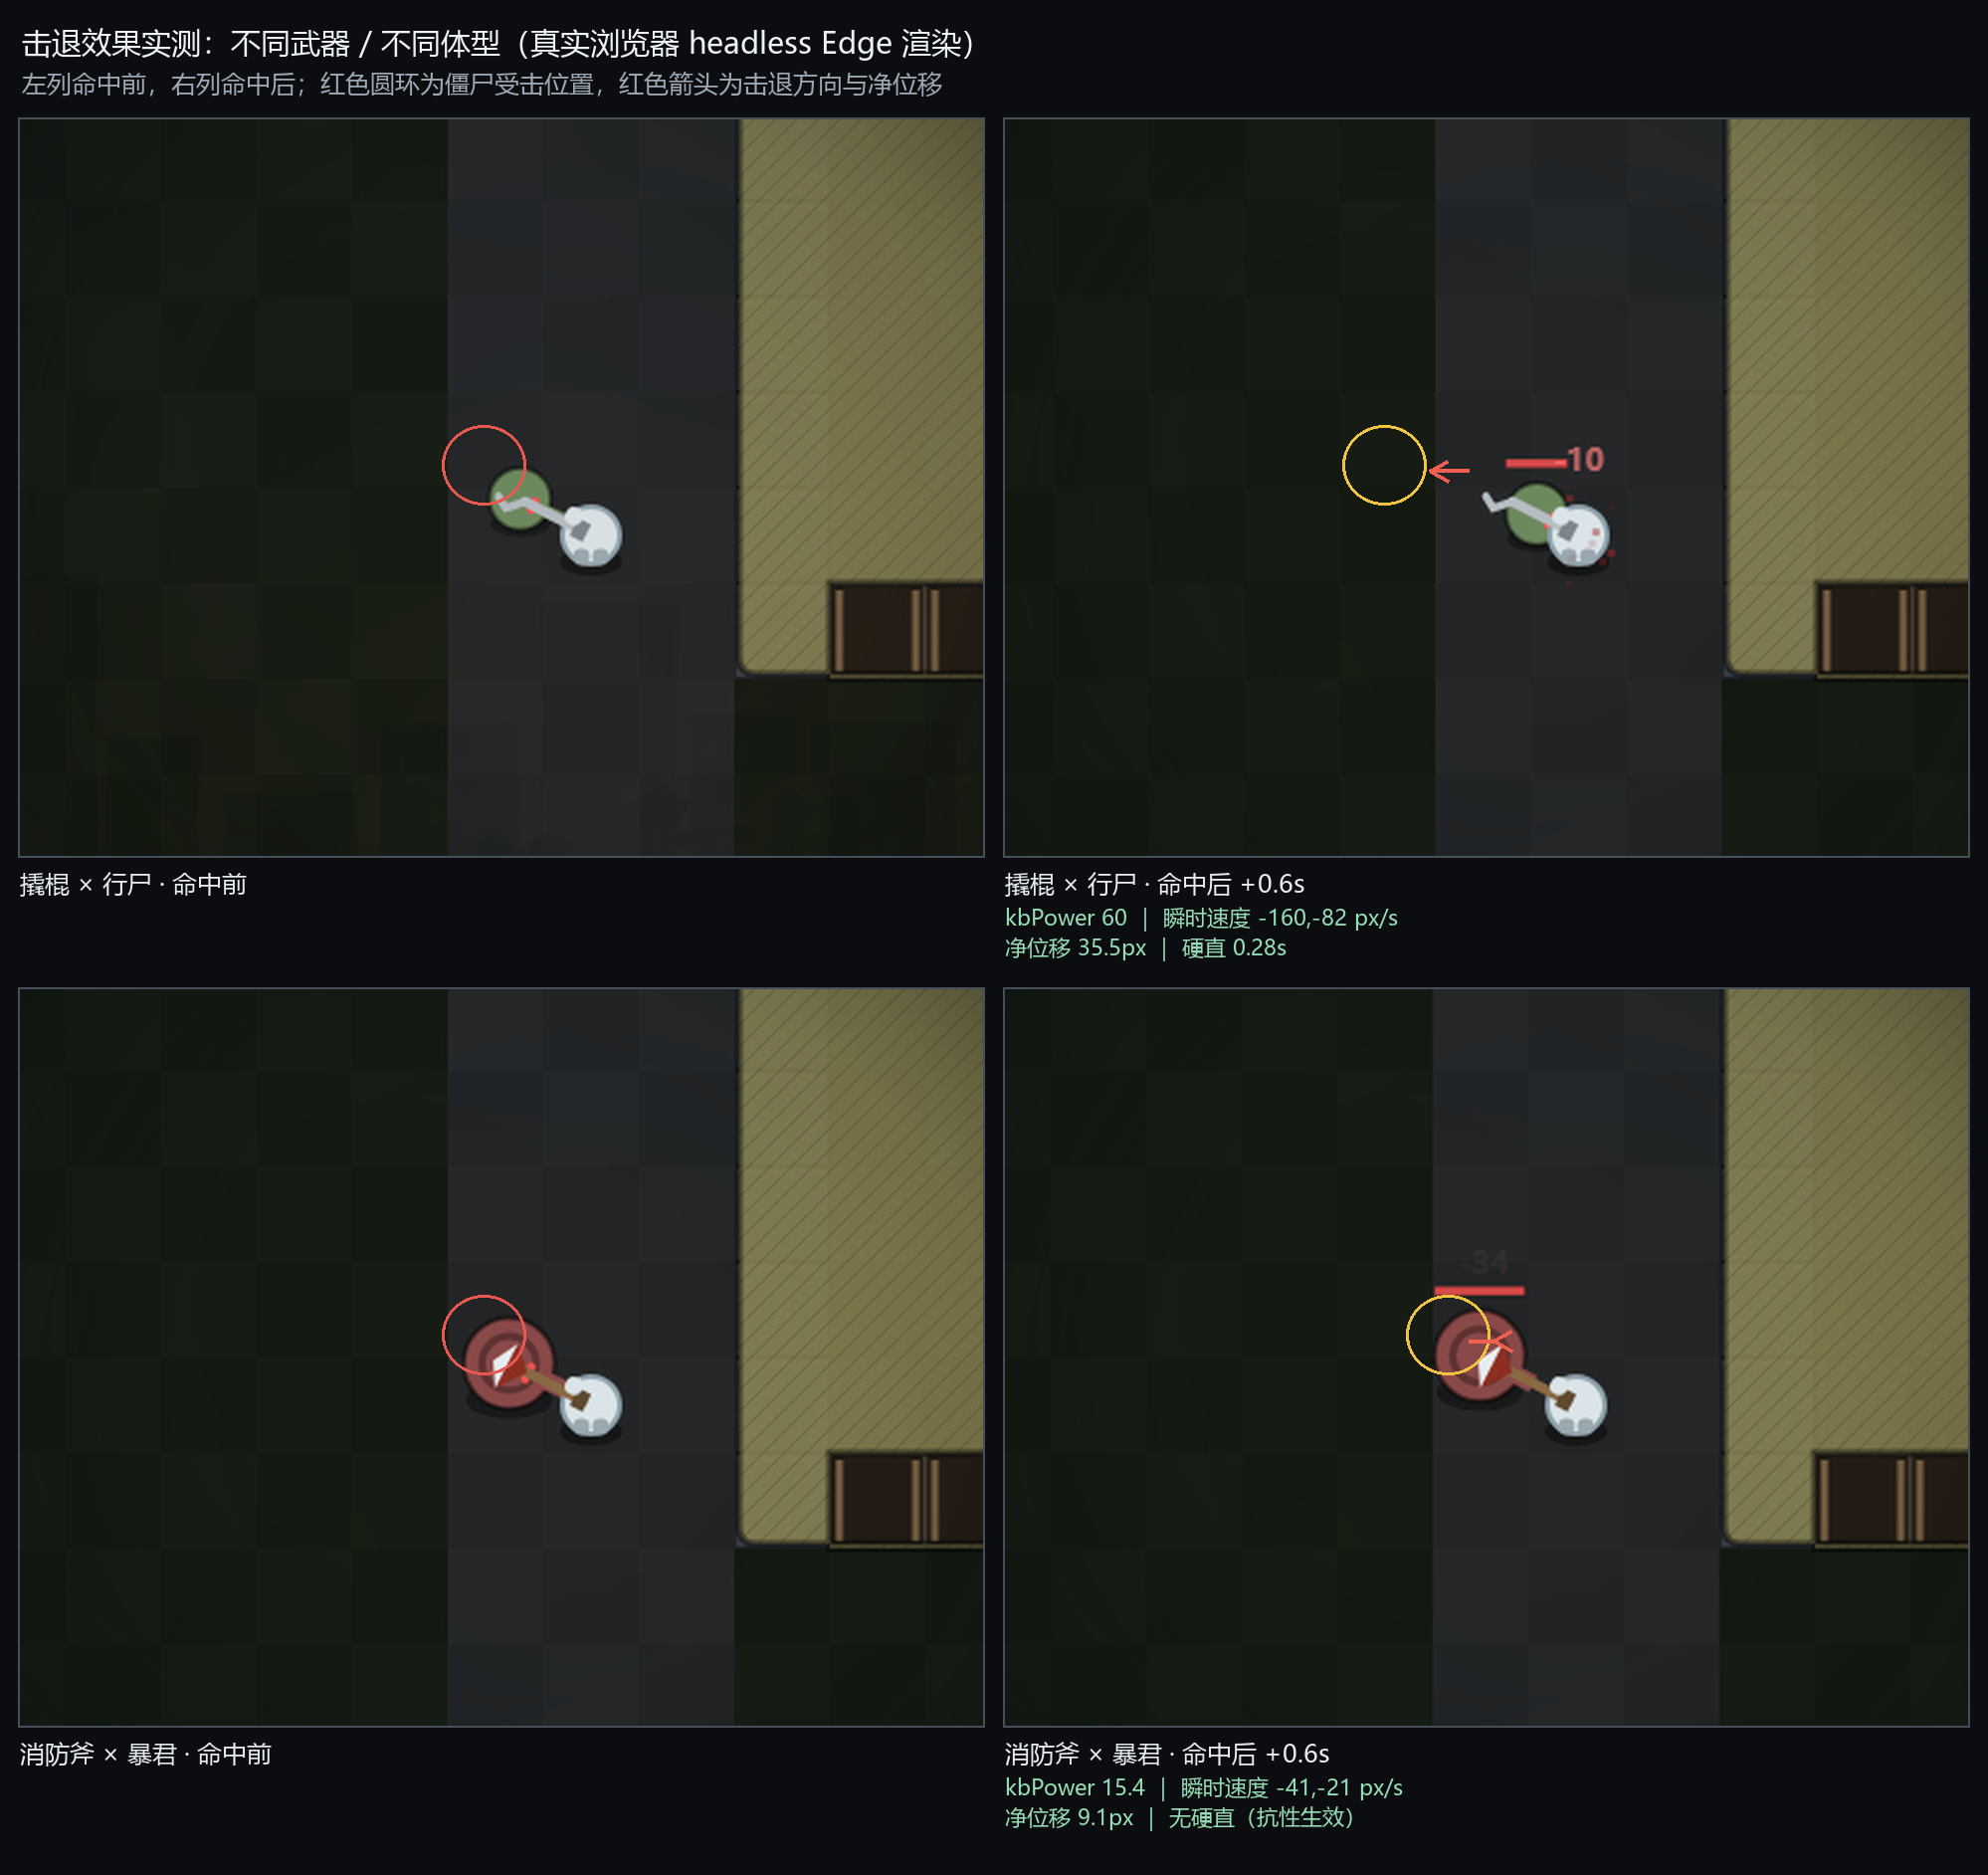 击退效果实测：不同武器 / 不同体型（真实浏览器 headless Edge 渲染）
左列命中前，右列命中后；红色圆环为僵尸受击位置，红色箭头为击退方向与净位移
-10
撬棍 × 行尸 · 命中前
撬棍 × 行尸 · 命中后 +0.6s
kbPower 60 | 瞬时速度 -160,-82 px/s
净位移 35.5px | 硬直 0.28s
-34
消防斧 × 暴君 · 命中前
消防斧 × 暴君 · 命中后 +0.6s
kbPower 15.4 | 瞬时速度 -41,-21 px/s
净位移 9.1px | 无硬直（抗性生效）